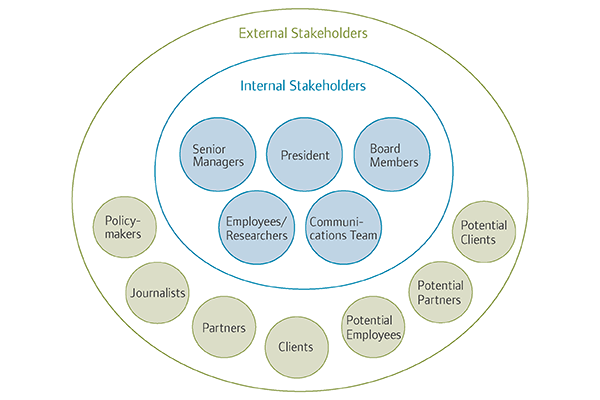 External Stakeholders
Internal Stakeholders
Senior
Managers
President
Board
Members
Employees/
Researchers
Communi-
cations Team
Policy-
makers
Journalists
Partners
Clients
Potential
Employees
Potential
Partners
Potential
Clients